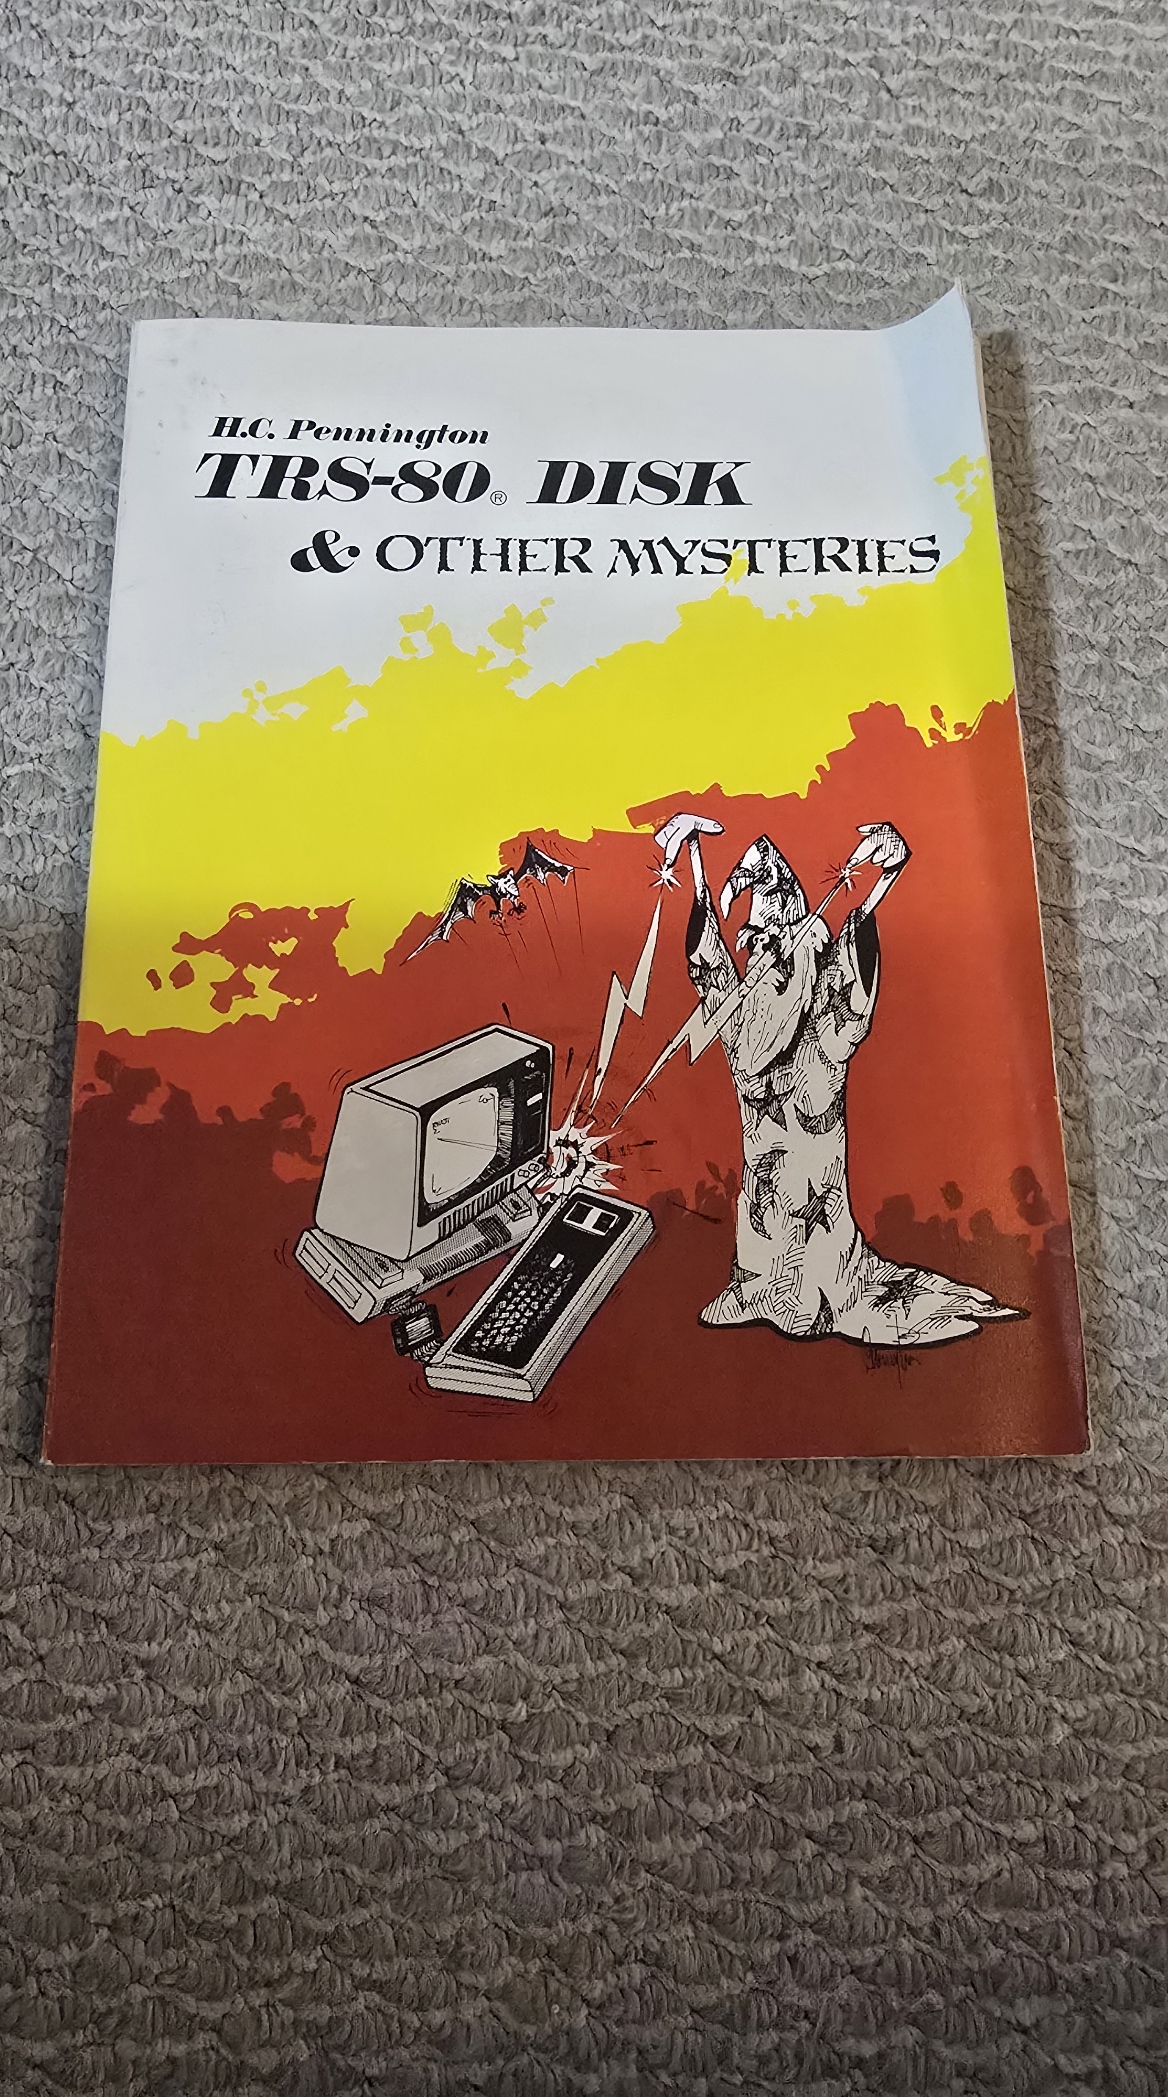 H.C. Pennington
TRS-80® DISK
& OTHER MYSTERIES